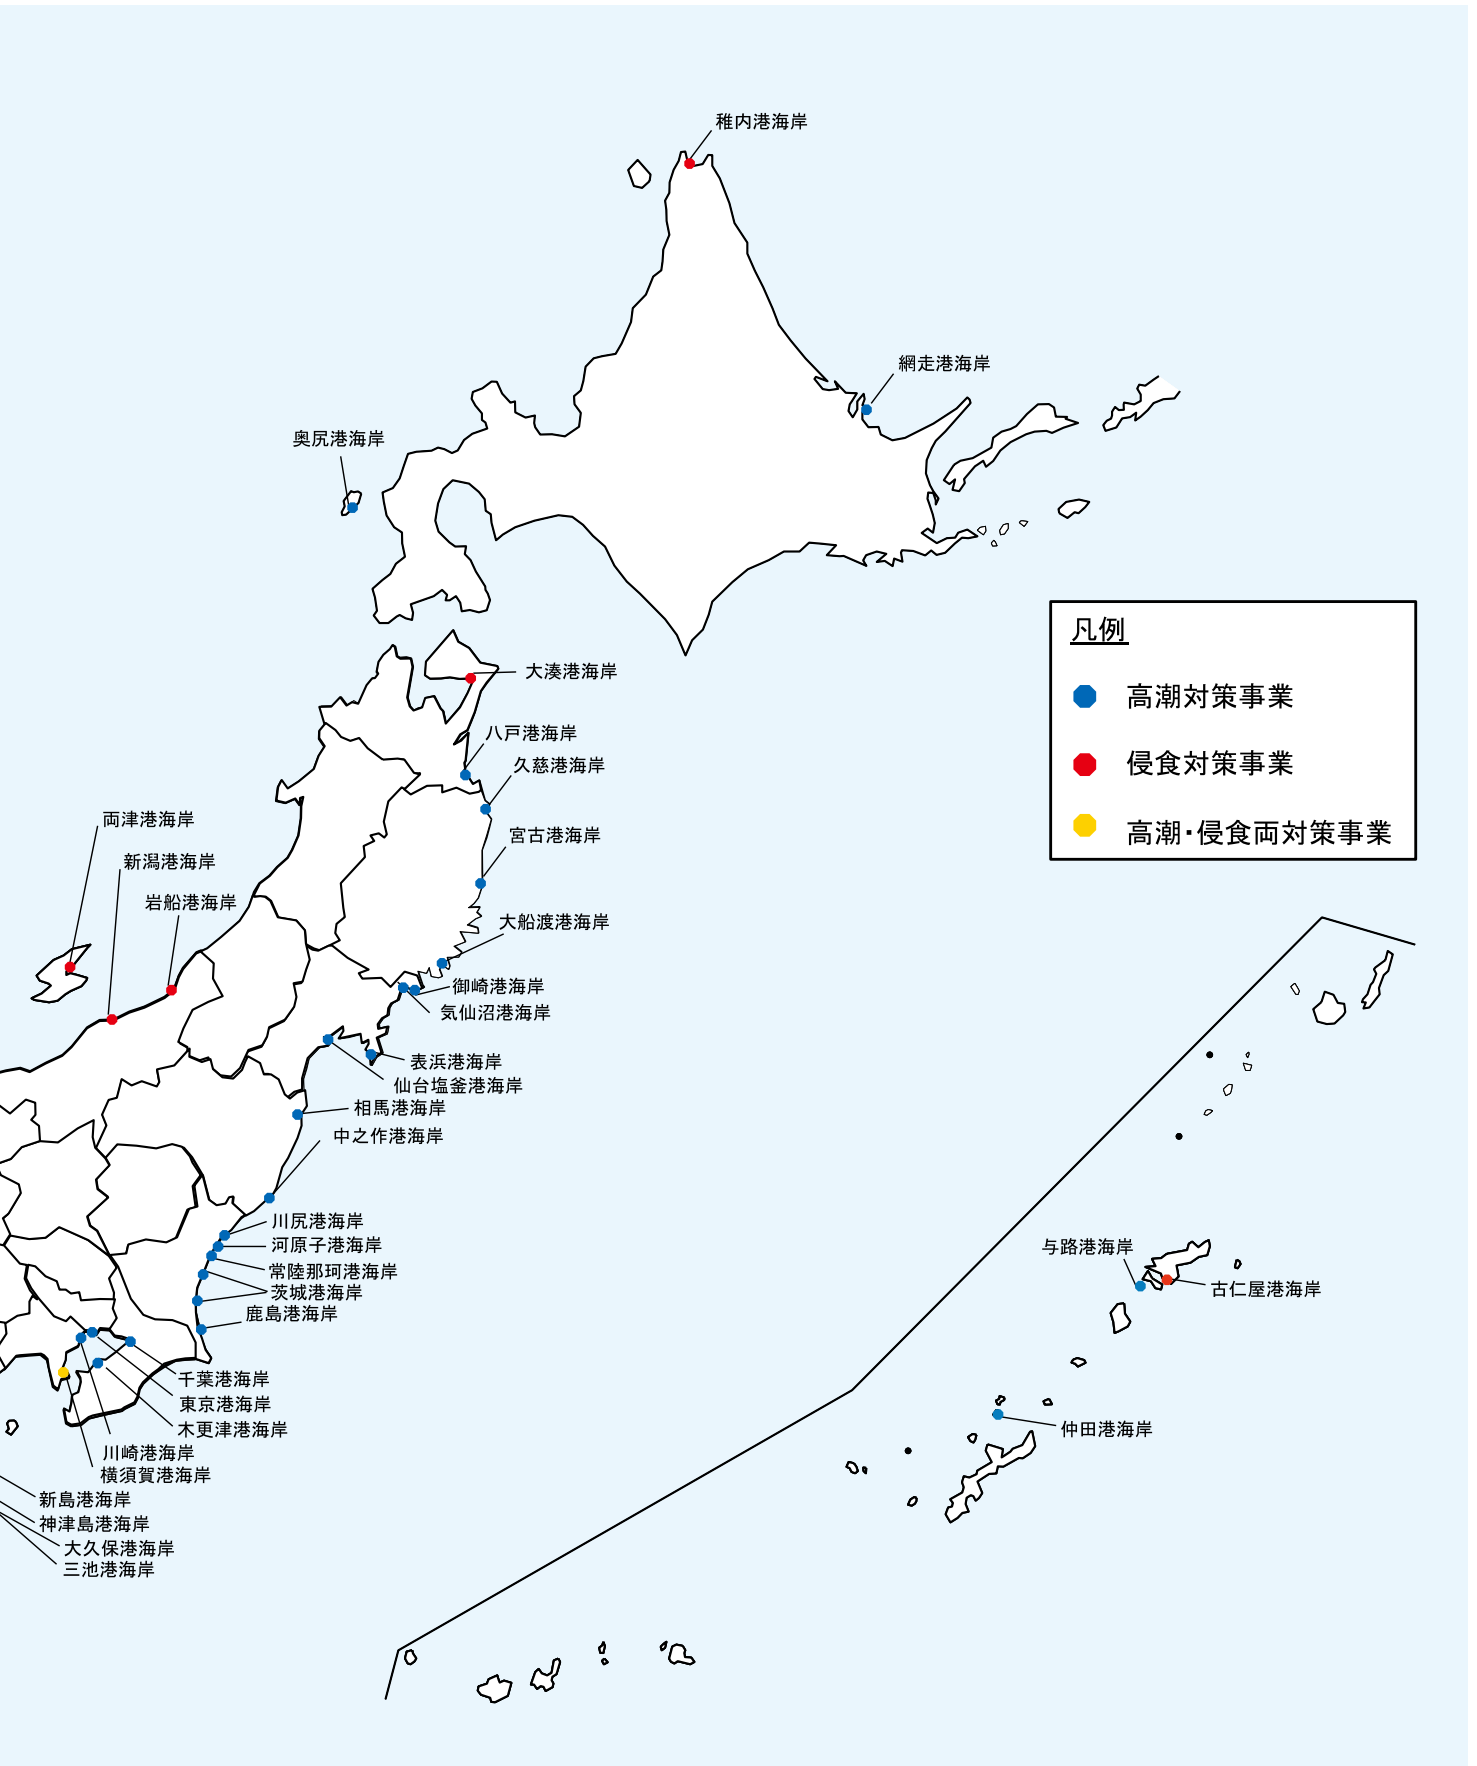 稚内港海岸
網走港海岸
奥尻港海岸
凡例
高潮対策事業
侵食対策事業
高潮・侵食両対策事業
大湊港海岸
八戸港海岸
久慈港海岸
宮古港海岸
両津港海岸
新潟港海岸
岩船港海岸
大船渡港海岸
御崎港海岸
気仙沼港海岸
表浜港海岸
仙台塩釜港海岸
相馬港海岸
中之作港海岸
川尻港海岸
河原子港海岸
常陸那珂港海岸
茨城港海岸
鹿島港海岸
千葉港海岸
東京港海岸
木更津港海岸
川崎港海岸
横須賀港海岸
新島港海岸
神津島港海岸
大久保港海岸
三池港海岸
与路港海岸
古仁屋港海岸
仲田港海岸